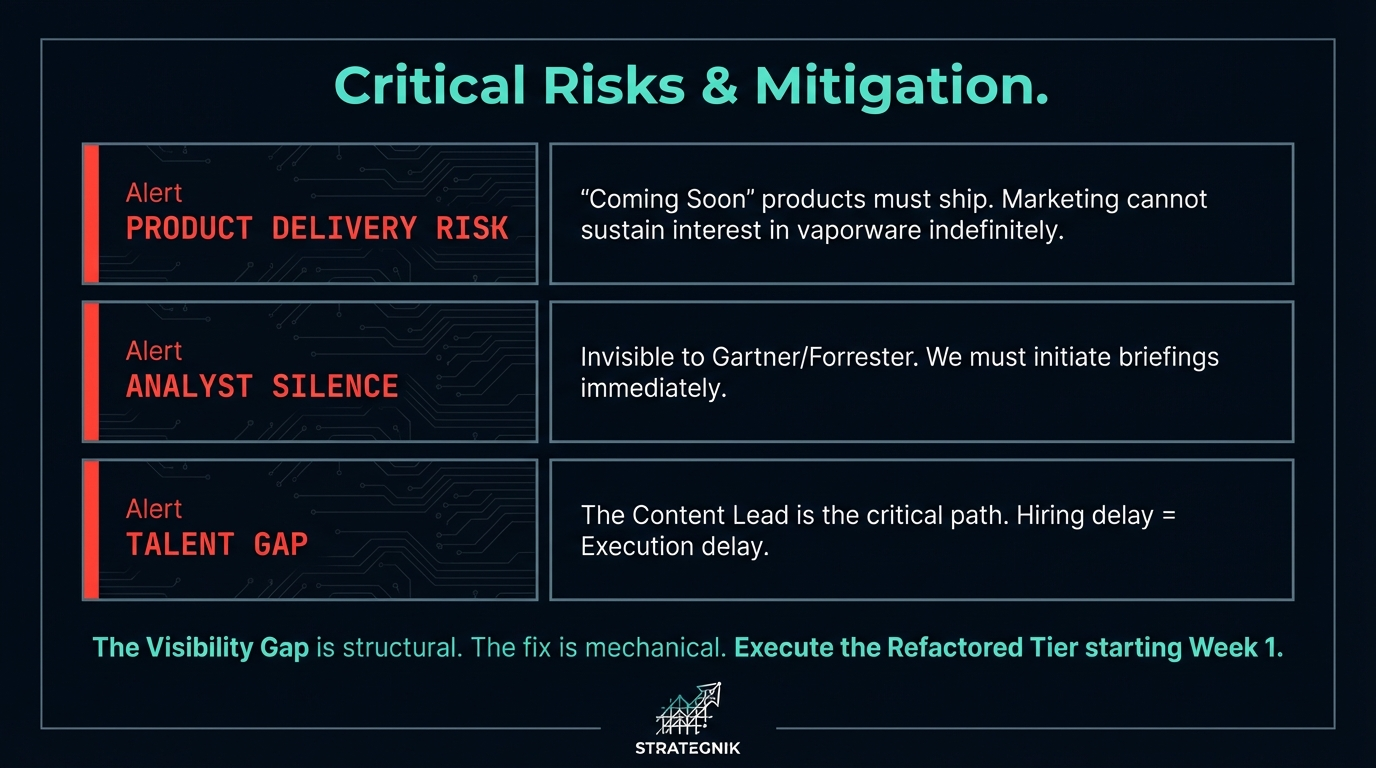 Critical Risks & Mitigation.
Alert
PRODUCT DELIVERY RISK
“Coming Soon” products must ship. Marketing cannot
sustain interest in vaporware indefinitely.
Alert
ANALYST SILENCE
Invisible to Gartner/Forrester. We must initiate briefings
immediately.
Alert
TALENT GAP
The Content Lead is the critical path. Hiring delay =
Execution delay.
The Visibility Gap is structural. The fix is mechanical. Execute the Refactored Tier starting Week 1.
STRATEGNIK